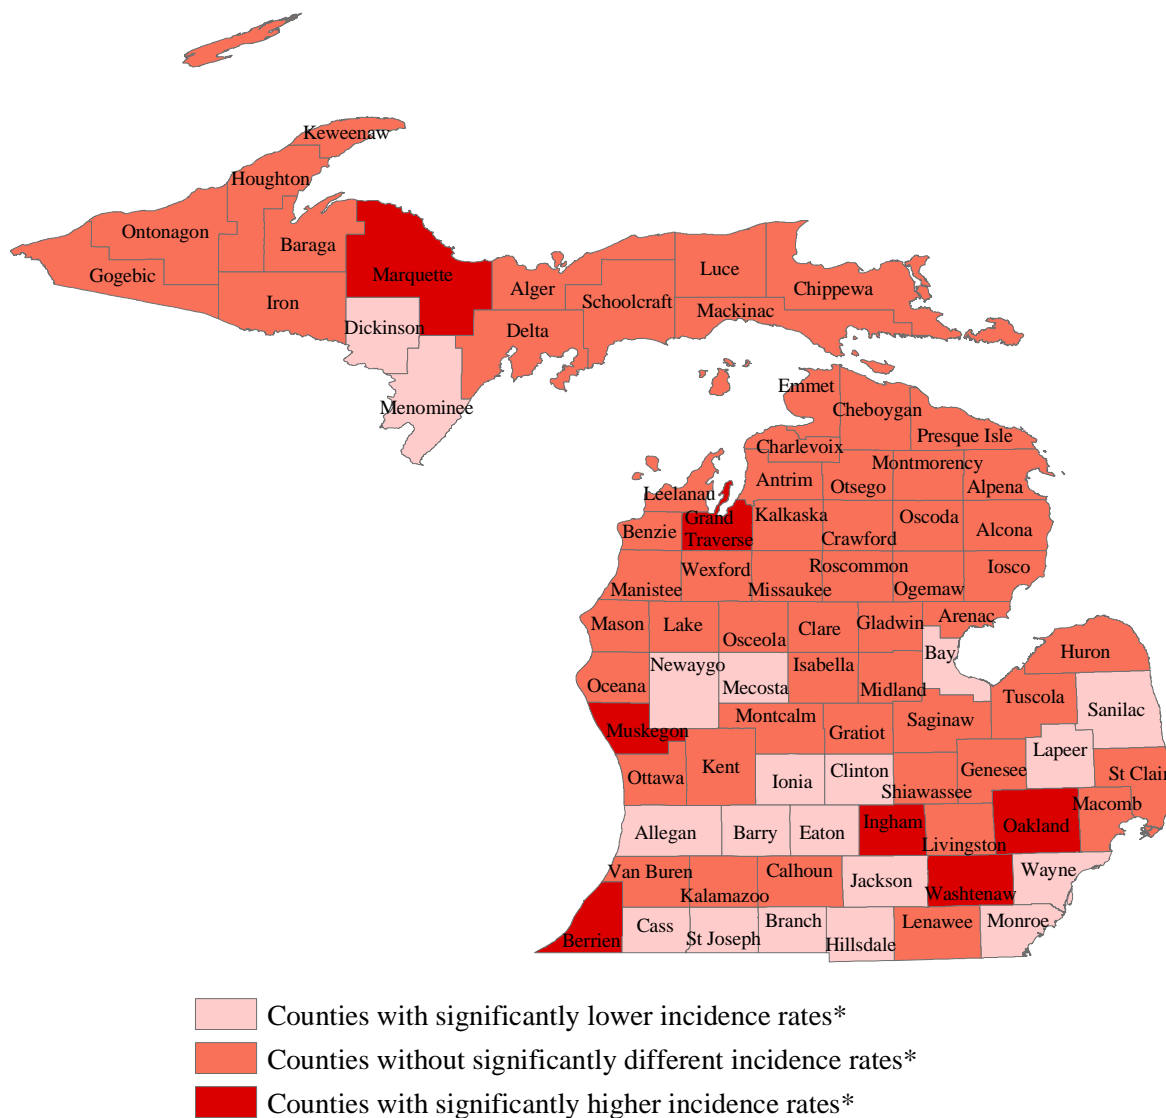 Keweenaw
Houghton
Ontonagon
Baraga
Gogebic
Marquette
Iron
Alger
Luce
Schoolcraft
Chippewa
Mackinac
Dickinson
Delta
Menominee
Emmet
Cheboygan
Presque Isle
Charlevoix
Montmorency
Antrim
Otsego
Alpena
Leelanau
Grand
Traverse
Kalkaska
Oscoda
Benzie
Crawford
Alcona
Wexford
Roscommon
Iosco
Manistee
Missaukee
Ogemaw
Mason
Lake
Osceola
Clare
Gladwin
Arenac
Bay
Huron
Newaygo
Isabella
Oceana
Mecosta
Midland
Tuscola
Sanilac
Muskegon
Montcalm
Gratiot
Saginaw
Lapeer
Ottawa
Kent
Ionia
Clinton
Shiawassee
Genesee
St Clair
Macomb
Allegan
Barry
Eaton
Ingham
Livingston
Oakland
Van Buren
Kalamazoo
Calhoun
Jackson
Washtenaw
Wayne
Berrien
Cass
St Joseph
Branch
Hillsdale
Lenawee
Monroe
Counties with significantly lower incidence rates*
Counties without significantly different incidence rates*
Counties with significantly higher incidence rates*